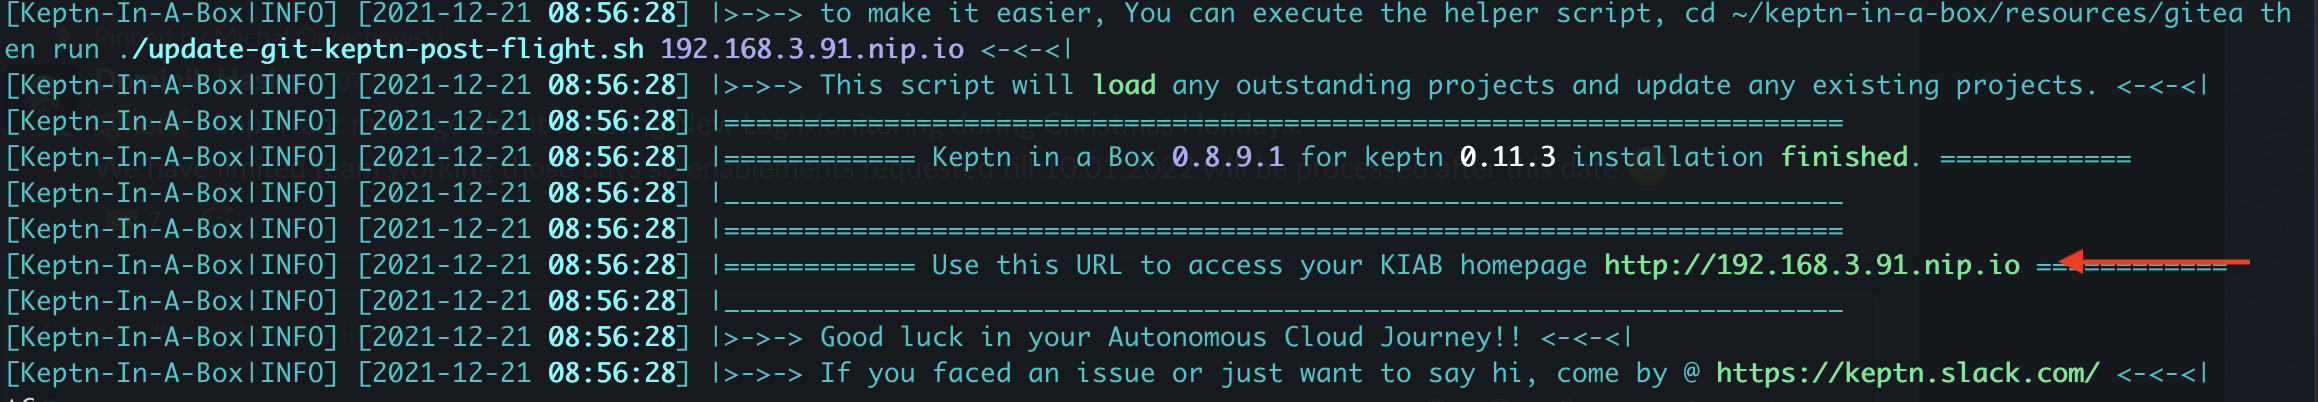 [Keptn-In-A-Box|INFO] [2021-12-21 08:56:28] |>->-> to make it easier, You can execute the helper script, cd ~/keptn-in-a-box/resources/gitea th
en run ./update-git-keptn-post-flight.sh 192.168.3.91.nip.io <-<-<|
[Keptn-In-A-Box|INFO] [2021-12-21 08:56:28] |>->-> This script will load any outstanding projects and update any existing projects. <-<-<|
[Keptn-In-A-Box|INFO] [2021-12-21 08:56:28] |======================================================================
[Keptn-In-A-Box|INFO] [2021-12-21 08:56:28] |============ Keptn in a Box 0.8.9.1 for keptn 0.11.3 installation finished. ============
[Keptn-In-A-Box|INFO] [2021-12-21 08:56:28] |______________________________________________________________________
[Keptn-In-A-Box|INFO] [2021-12-21 08:56:28] |======================================================================
[Keptn-In-A-Box|INFO] [2021-12-21 08:56:28] |============ Use this URL to access your KIAB homepage http://192.168.3.91.nip.io ============
[Keptn-In-A-Box|INFO] [2021-12-21 08:56:28] |______________________________________________________________________
[Keptn-In-A-Box|INFO] [2021-12-21 08:56:28] |>->-> Good luck in your Autonomous Cloud Journey!! <-<-<|
[Keptn-In-A-Box|INFO] [2021-12-21 08:56:28] |>->-> If you faced an issue or just want to say hi, come by @ https://keptn.slack.com/ <-<-<|